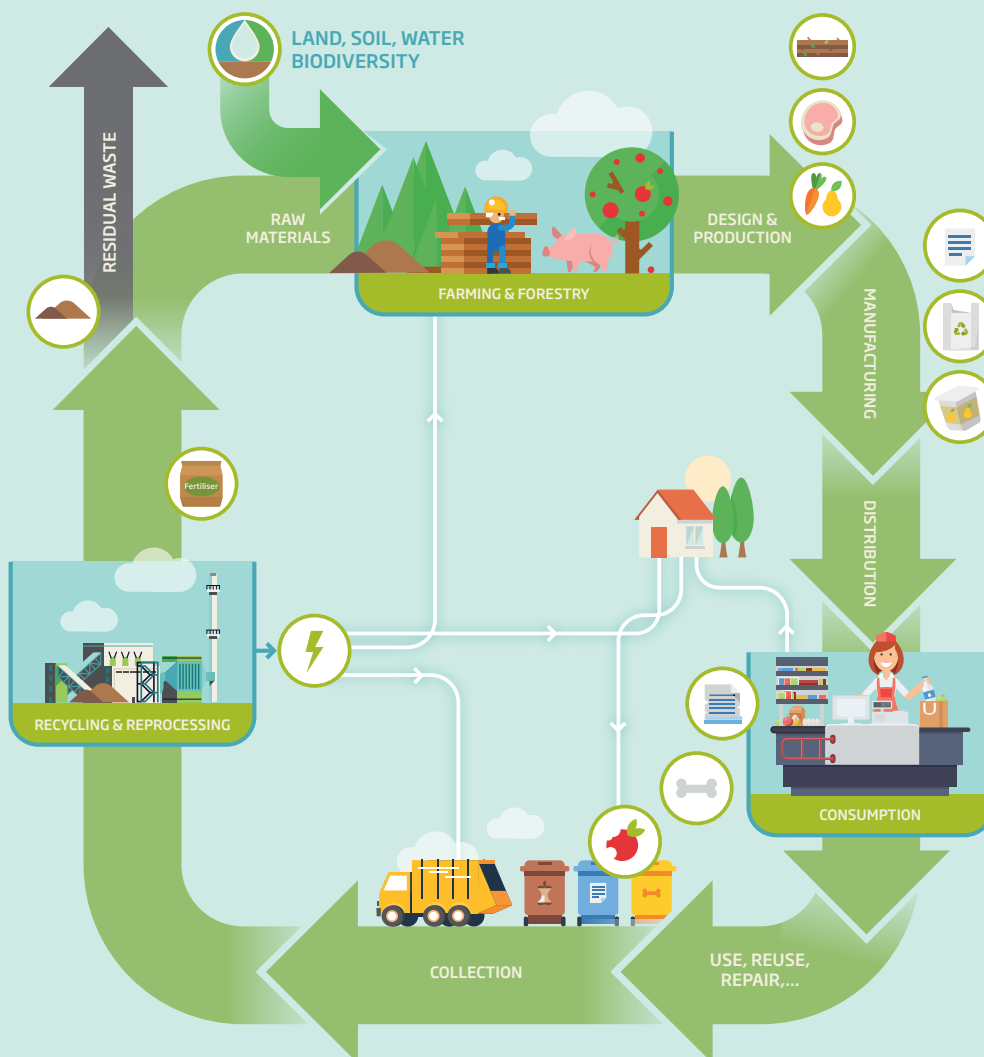 LAND, SOIL, WATER
BIODIVERSITY
RESIDUAL WASTE
RAW
MATERIALS
DESIGN &
PRODUCTION
FARMING & FORESTRY
MANUFACTURING
Fertiliser
DISTRIBUTION
RECYCLING & REPROCESSING
CONSUMPTION
COLLECTION
USE, REUSE,
REPAIR,...